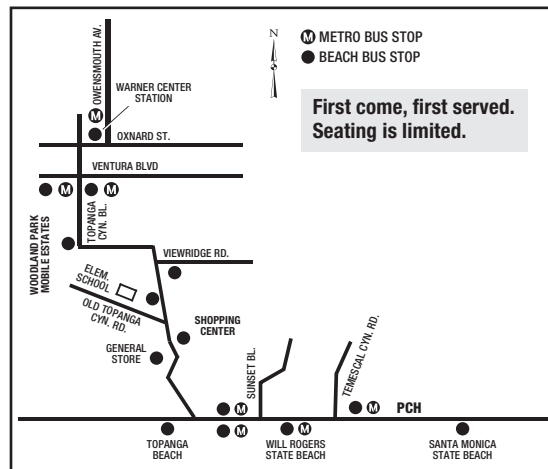 N
M METRO BUS STOP
BEACH BUS STOP
First come, first served.
Seating is limited.
OWENSMOUTH AV.
WARNER CENTER
STATION
M
OXNARD ST.
VENTURA BLVD
M
M
TOPANGA
CYN. BL.
WOODLAND PARK
MOBILE ESTATES
VIEWRIDGE RD.
ELEM.
SCHOOL
OLD TOPANGA
CYN. RD.
SHOPPING
CENTER
GENERAL
STORE
SUNSET BL.
TEMESCAL CYN. RD.
M
M
PCH
M
M
TOPANGA
BEACH
WILL ROGERS
STATE BEACH
SANTA MONICA
STATE BEACH